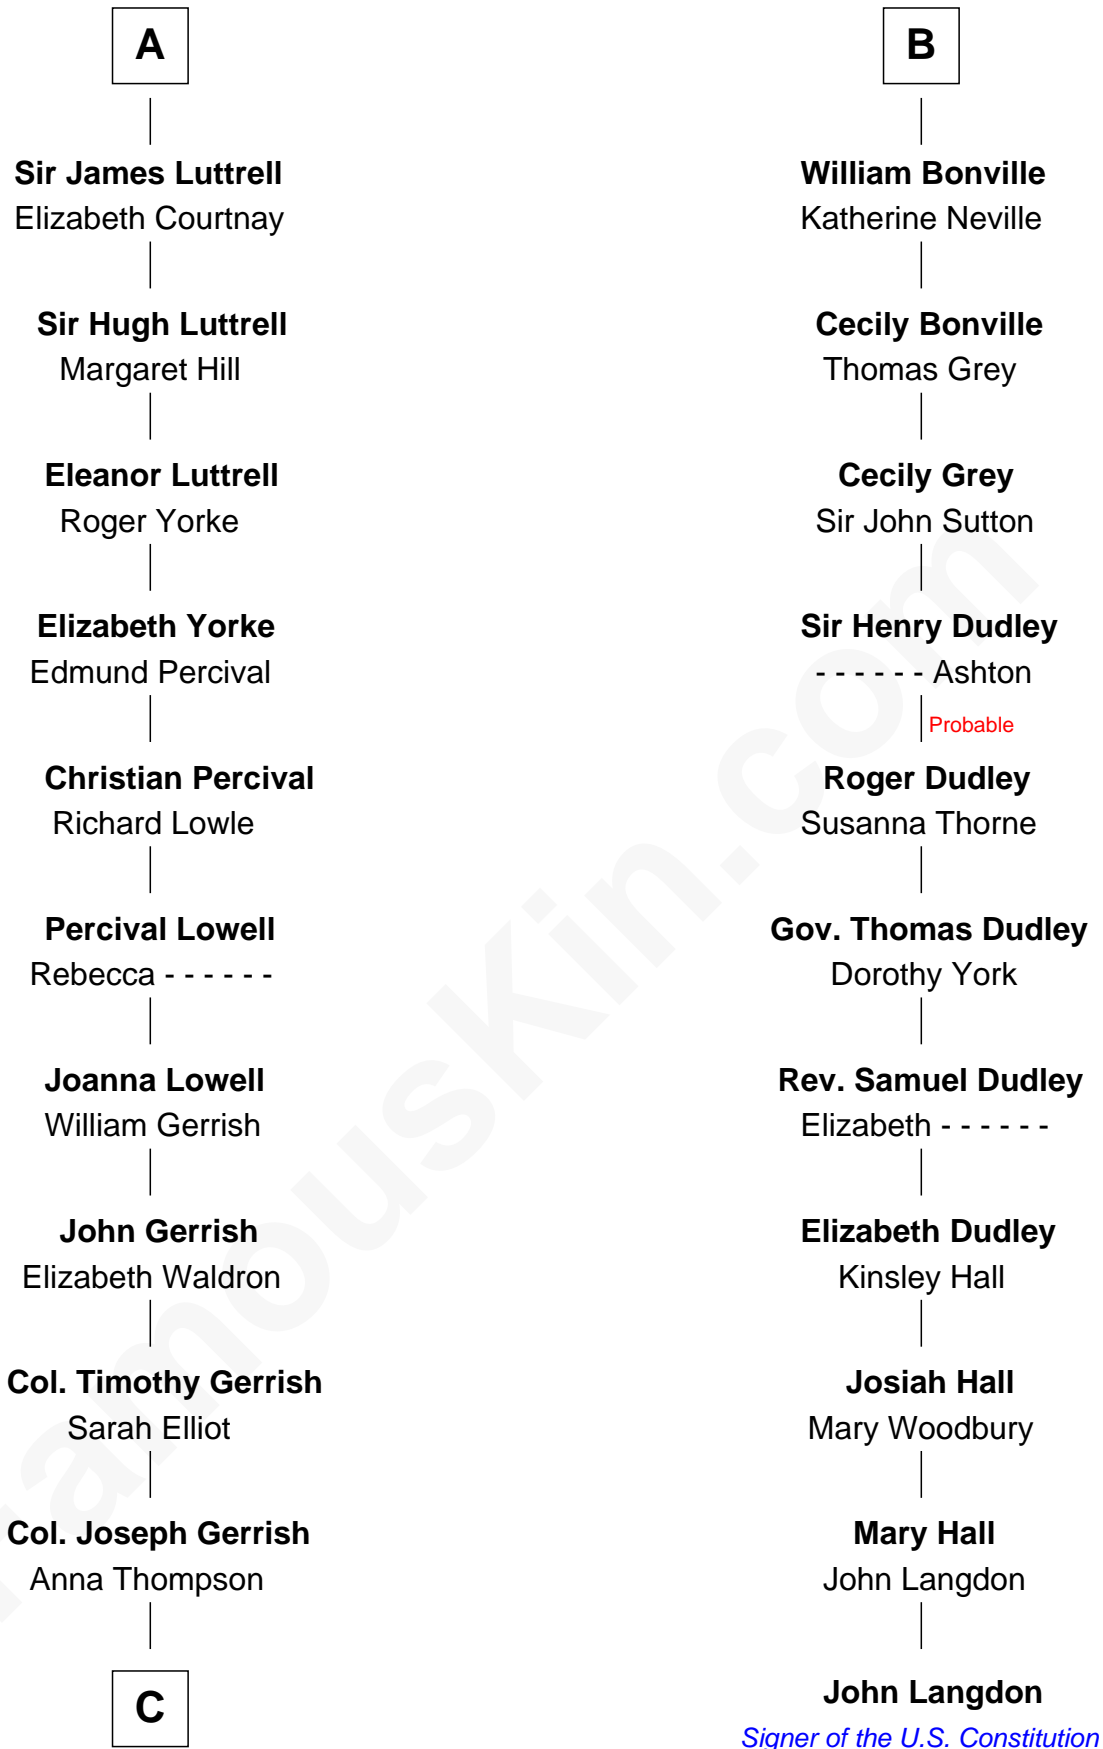 A
Sir James Luttrell
Elizabeth Courtnay
Sir Hugh Luttrell
Margaret Hill
Eleanor Luttrell
Roger Yorke
Elizabeth Yorke
Edmund Percival
Christian Percival
Richard Lowle
Percival Lowell
Rebecca - - - - - -
Joanna Lowell
William Gerrish
John Gerrish
Elizabeth Waldron
Col. Timothy Gerrish
Sarah Elliot
Col. Joseph Gerrish
Anna Thompson
C
B
William Bonville
Katherine Neville
Cecily Bonville
Thomas Grey
Cecily Grey
Sir John Sutton
Sir Henry Dudley
- - - - - - Ashton
Probable
Roger Dudley
Susanna Thorne
Gov. Thomas Dudley
Dorothy York
Rev. Samuel Dudley
Elizabeth - - - - - -
Elizabeth Dudley
Kinsley Hall
Josiah Hall
Mary Woodbury
Mary Hall
John Langdon
John Langdon
Signer of the U.S. Constitution
FamousKin.com